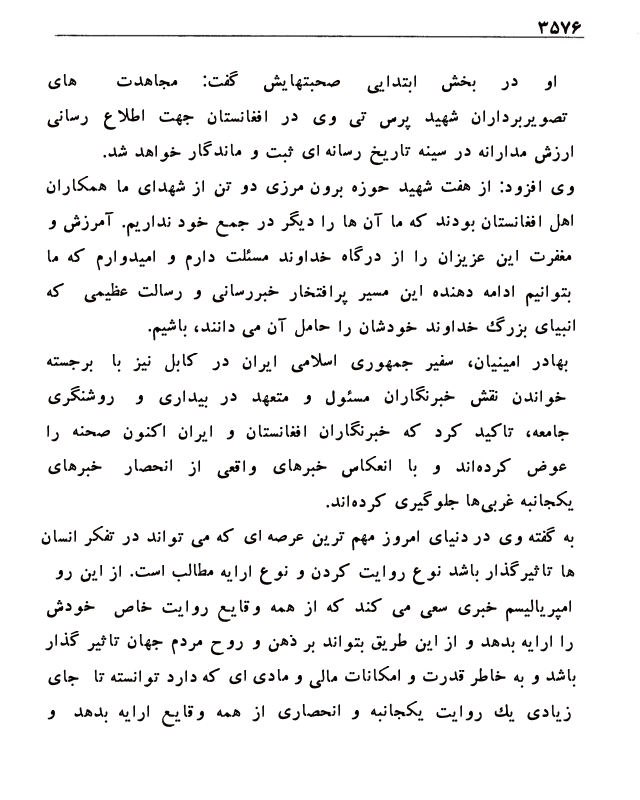 ۳۵۷۶
او در بخش ابتدایی صحبتهایش گفت: مجاهدت های
تصویربرداران شهید پرس تی وی در افغانستان جهت اطلاع رسانی
ارزش مدارانه در سینه تاریخ رسانه ای ثبت و ماندگار خواهد شد.
وی افزود: از هفت شهید حوزه برون مرزی دو تن از شهدای ما همکاران
اهل افغانستان بودند که ما آن ها را دیگر در جمع خود نداریم. آمرزش و
مغفرت این عزیزان را از درگاه خداوند مسئلت دارم و امیدوارم که ما
بتوانیم ادامه دهنده این مسیر پرافتخار خبررسانی و رسالت عظیمی که
انبیای بزرگ خداوند خودشان را حامل آن می دانند، باشیم.
بهادر امینیان، سفیر جمهوری اسلامی ایران در کابل نیز با برجسته
خواندن نقش خبرنگاران مسئول و متعهد در بیداری و روشنگری
جامعه، تاکید کرد که خبرنگاران افغانستان و ایران اکنون صحنه را
عوض کرده‌اند و با انعکاس خبرهای واقعی از انحصار خبرهای
یکجانبه غربی‌ها جلوگیری کرده‌اند.
به گفته وی در دنیای امروز مهم ترین عرصه ای که می تواند در تفکر انسان
ها تاثیرگذار باشد نوع روایت کردن و نوع ارایه مطالب است. از این رو
امپریالیسم خبری سعی می کند که از همه وقایع روایت خاص خودش
را ارایه بدهد و از این طریق بتواند بر ذهن و روح مردم جهان تاثیر گذار
باشد و به خاطر قدرت و امکانات مالی و مادی ای که دارد توانسته تا جای
زیادی یك روایت یکجانبه و انحصاری از همه وقایع ارایه بدهد و